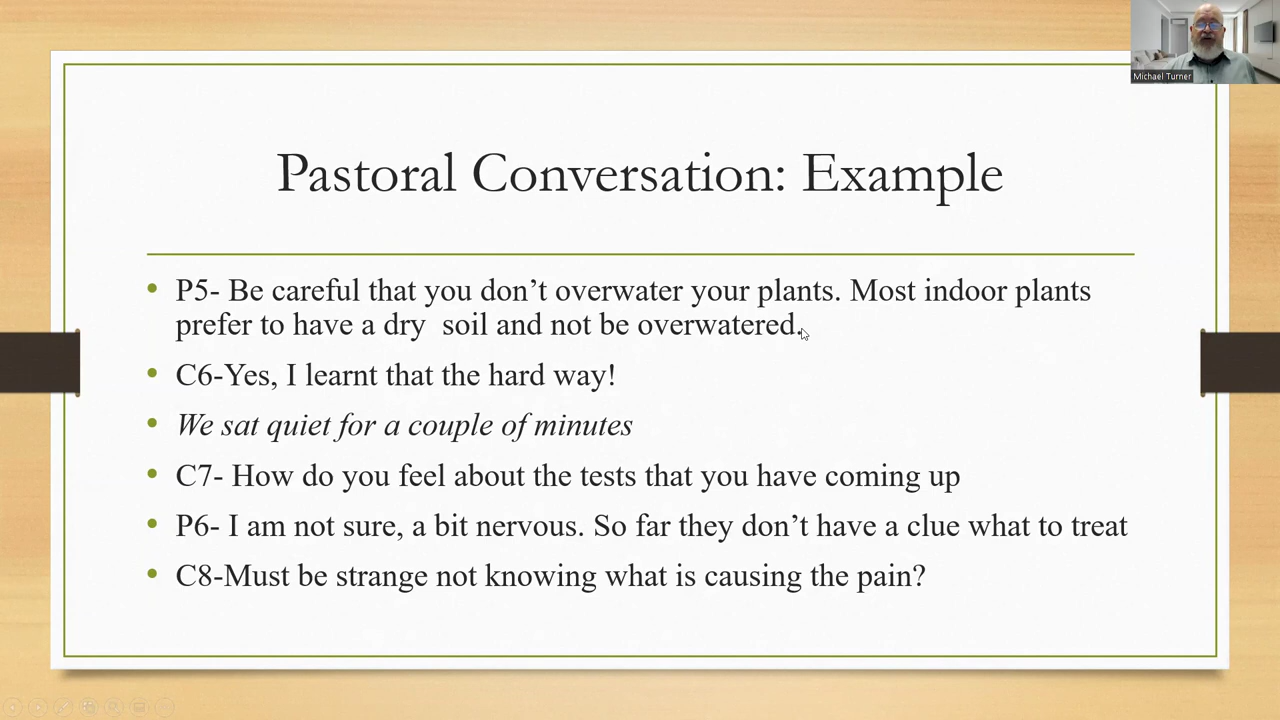 Michael Turner
Pastoral Conversation: Example
• P5- Be careful that you don’t overwater your plants. Most indoor plants
prefer to have a dry  soil and not be overwatered.
• C6-Yes, I learnt that the hard way!
• We sat quiet for a couple of minutes
• C7- How do you feel about the tests that you have coming up
• P6- I am not sure, a bit nervous. So far they don’t have a clue what to treat
• C8-Must be strange not knowing what is causing the pain?